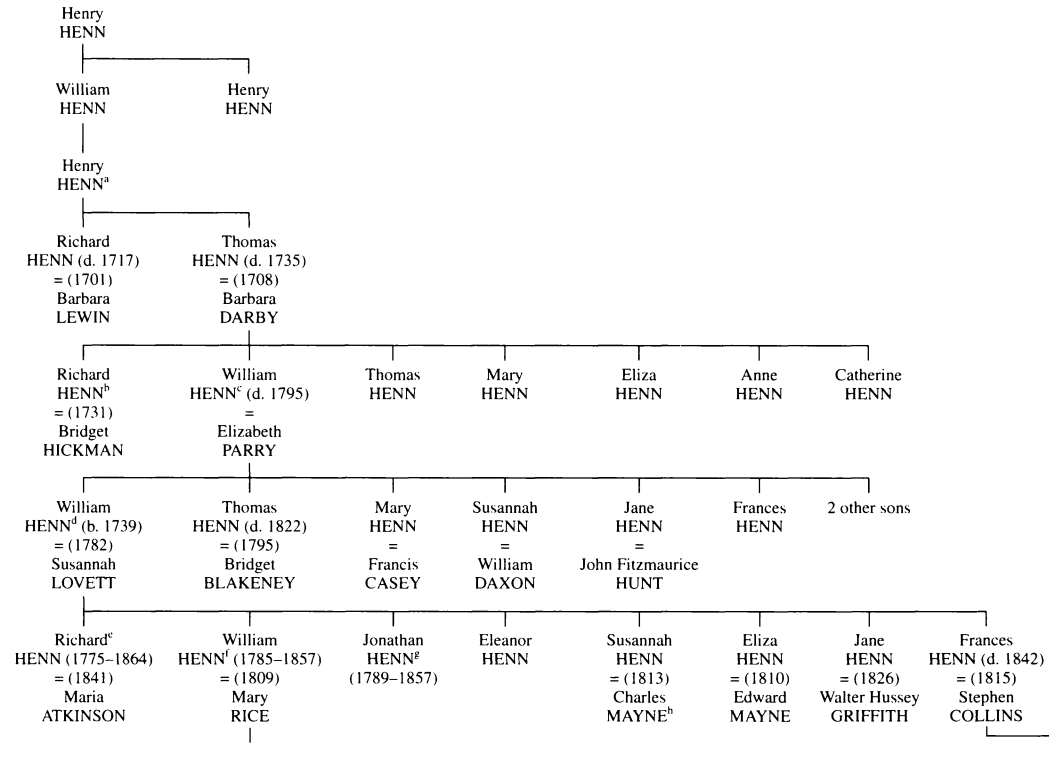 Henry
HENN
William
HENN
Henry
HENN
Henry
HENNᵃ
Richard
HENN (d. 1717)
= (1701)
Barbara
LEWIN
Thomas
HENN (d. 1735)
= (1708)
Barbara
DARBY
Richard
HENNᵇ
= (1731)
Bridget
HICKMAN
William
HENNᶜ (d. 1795)
=
Elizabeth
PARRY
Thomas
HENN
Mary
HENN
Eliza
HENN
Anne
HENN
Catherine
HENN
William
HENNᵈ (b. 1739)
= (1782)
Susannah
LOVETT
Thomas
HENN (d. 1822)
= (1795)
Bridget
BLAKENEY
Mary
HENN
=
Francis
CASEY
Susannah
HENN
=
William
DAXON
Jane
HENN
=
John Fitzmaurice
HUNT
Frances
HENN
2 other sons
Richardᵉ
HENN (1775–1864)
= (1841)
Maria
ATKINSON
William
HENNᶠ (1785–1857)
= (1809)
Mary
RICE
Jonathan
HENNᵍ
(1789–1857)
Eleanor
HENN
Susannah
HENN
= (1813)
Charles
MAYNEʰ
Eliza
HENN
= (1810)
Edward
MAYNE
Jane
HENN
= (1826)
Walter Hussey
GRIFFITH
Frances
HENN (d. 1842)
= (1815)
Stephen
COLLINS